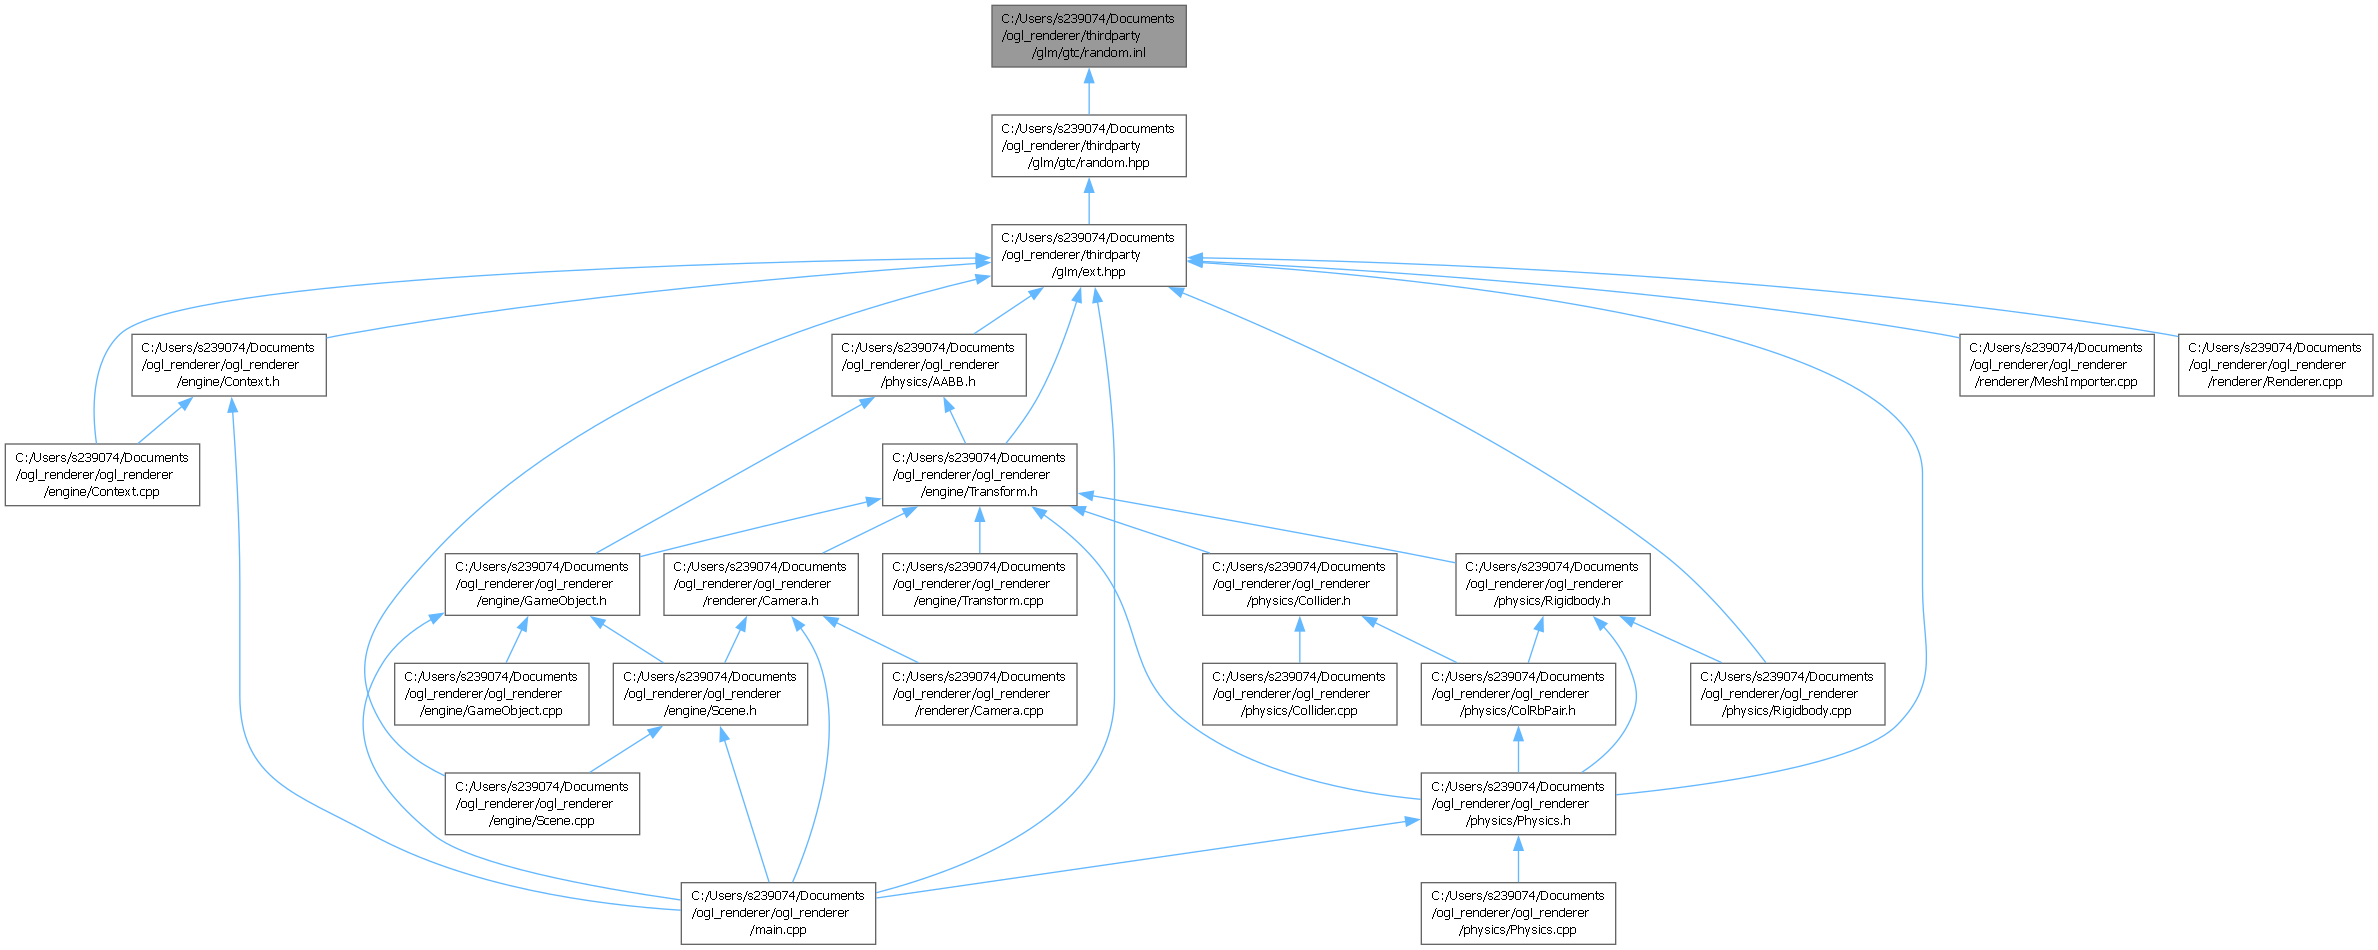 C:/Users/s239074/Documents
/ogl_renderer/thirdparty
/glm/gtc/random.inl
C:/Users/s239074/Documents
/ogl_renderer/thirdparty
/glm/gtc/random.hpp
C:/Users/s239074/Documents
/ogl_renderer/thirdparty
/glm/ext.hpp
C:/Users/s239074/Documents
/ogl_renderer/ogl_renderer
/engine/Context.h
C:/Users/s239074/Documents
/ogl_renderer/ogl_renderer
/physics/AABB.h
C:/Users/s239074/Documents
/ogl_renderer/ogl_renderer
/renderer/MeshImporter.cpp
C:/Users/s239074/Documents
/ogl_renderer/ogl_renderer
/renderer/Renderer.cpp
C:/Users/s239074/Documents
/ogl_renderer/ogl_renderer
/engine/Context.cpp
C:/Users/s239074/Documents
/ogl_renderer/ogl_renderer
/engine/Transform.h
C:/Users/s239074/Documents
/ogl_renderer/ogl_renderer
/engine/GameObject.h
C:/Users/s239074/Documents
/ogl_renderer/ogl_renderer
/renderer/Camera.h
C:/Users/s239074/Documents
/ogl_renderer/ogl_renderer
/engine/Transform.cpp
C:/Users/s239074/Documents
/ogl_renderer/ogl_renderer
/physics/Collider.h
C:/Users/s239074/Documents
/ogl_renderer/ogl_renderer
/physics/Rigidbody.h
C:/Users/s239074/Documents
/ogl_renderer/ogl_renderer
/engine/GameObject.cpp
C:/Users/s239074/Documents
/ogl_renderer/ogl_renderer
/engine/Scene.h
C:/Users/s239074/Documents
/ogl_renderer/ogl_renderer
/renderer/Camera.cpp
C:/Users/s239074/Documents
/ogl_renderer/ogl_renderer
/physics/Collider.cpp
C:/Users/s239074/Documents
/ogl_renderer/ogl_renderer
/physics/ColRbPair.h
C:/Users/s239074/Documents
/ogl_renderer/ogl_renderer
/physics/Rigidbody.cpp
C:/Users/s239074/Documents
/ogl_renderer/ogl_renderer
/engine/Scene.cpp
C:/Users/s239074/Documents
/ogl_renderer/ogl_renderer
/physics/Physics.h
C:/Users/s239074/Documents
/ogl_renderer/ogl_renderer
/main.cpp
C:/Users/s239074/Documents
/ogl_renderer/ogl_renderer
/physics/Physics.cpp